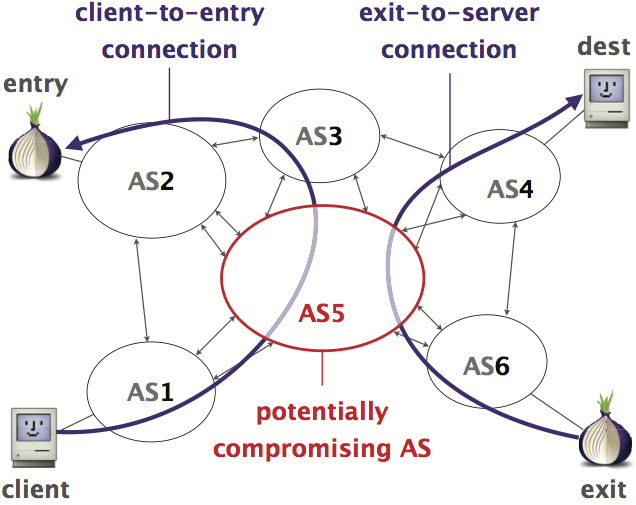 client-to-entry
connection
exit-to-server
connection
dest
entry
AS3
AS2
AS4
AS5
AS1
AS6
potentially
compromising AS
client
exit